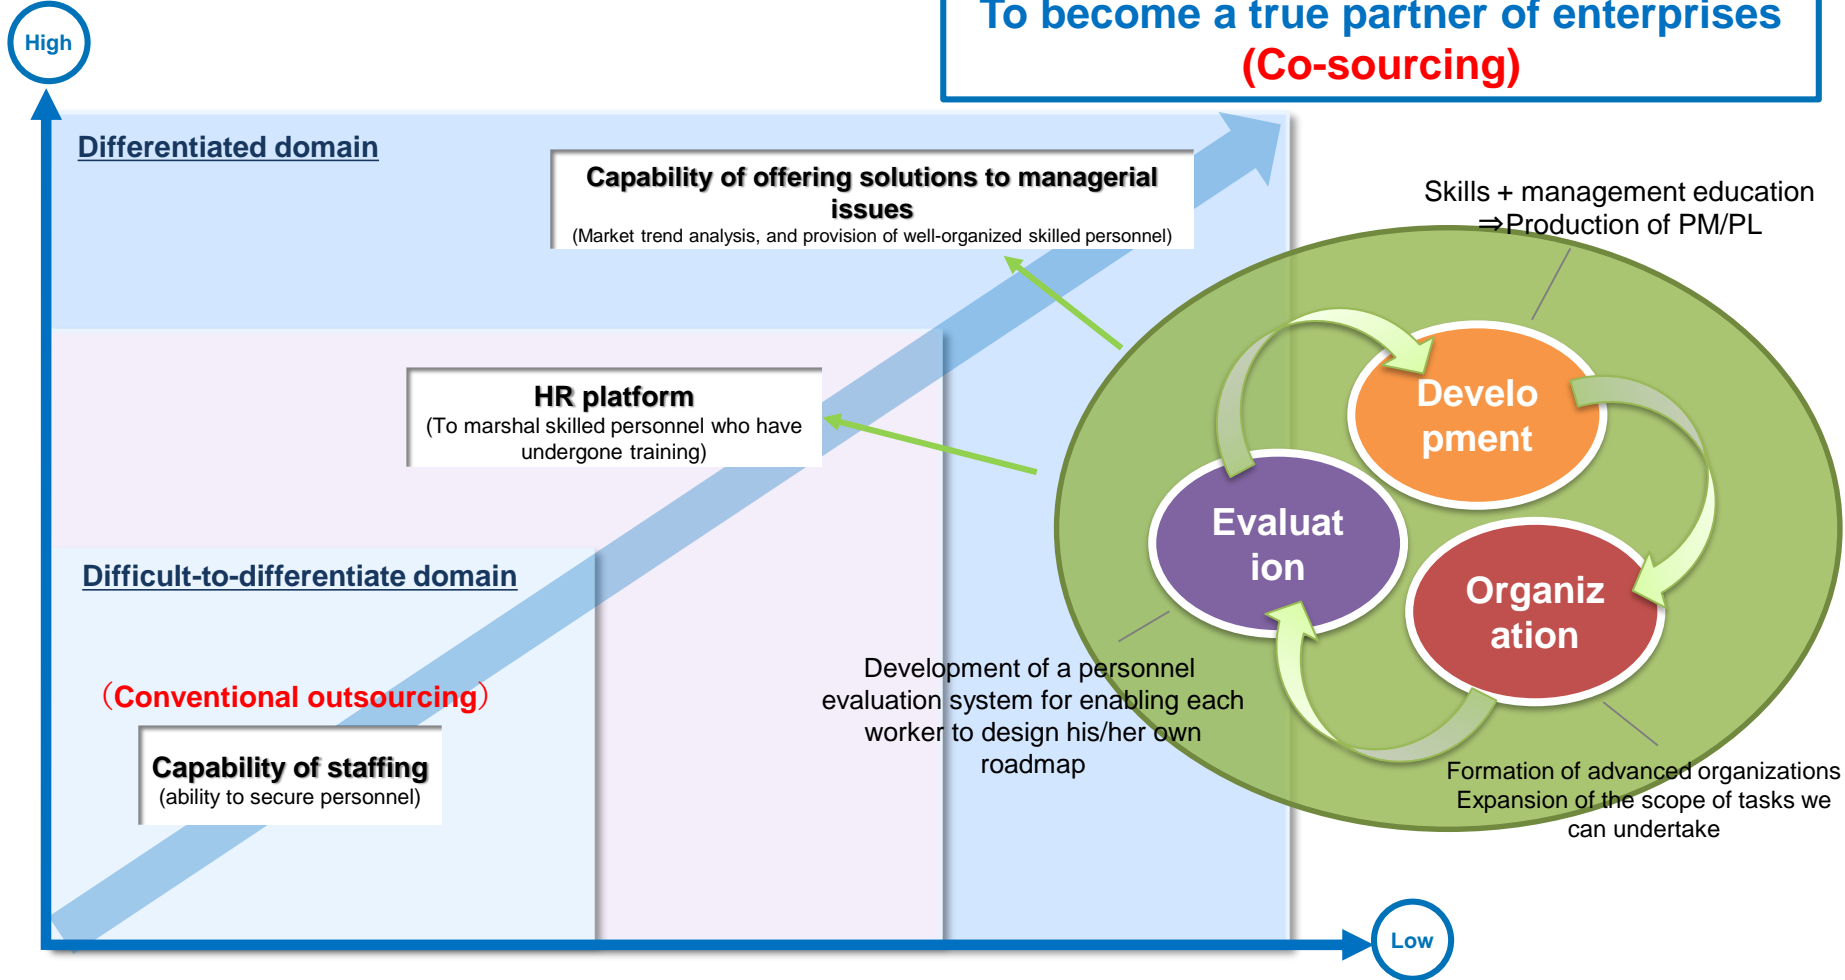 To become a true partner of enterprises
(Co-sourcing)
High
Differentiated domain
Capability of offering solutions to managerial
issues
(Market trend analysis, and provision of well-organized skilled personnel)
Skills + management education
⇒Production of PM/PL
HR platform
(To marshal skilled personnel who have
undergone training)
Develo
pment
Evaluat
ion
Organiz
ation
Difficult-to-differentiate domain
（Conventional outsourcing）
Capability of staffing
(ability to secure personnel)
Development of a personnel
evaluation system for enabling each
worker to design his/her own
roadmap
Formation of advanced organizations
Expansion of the scope of tasks we
can undertake
Low